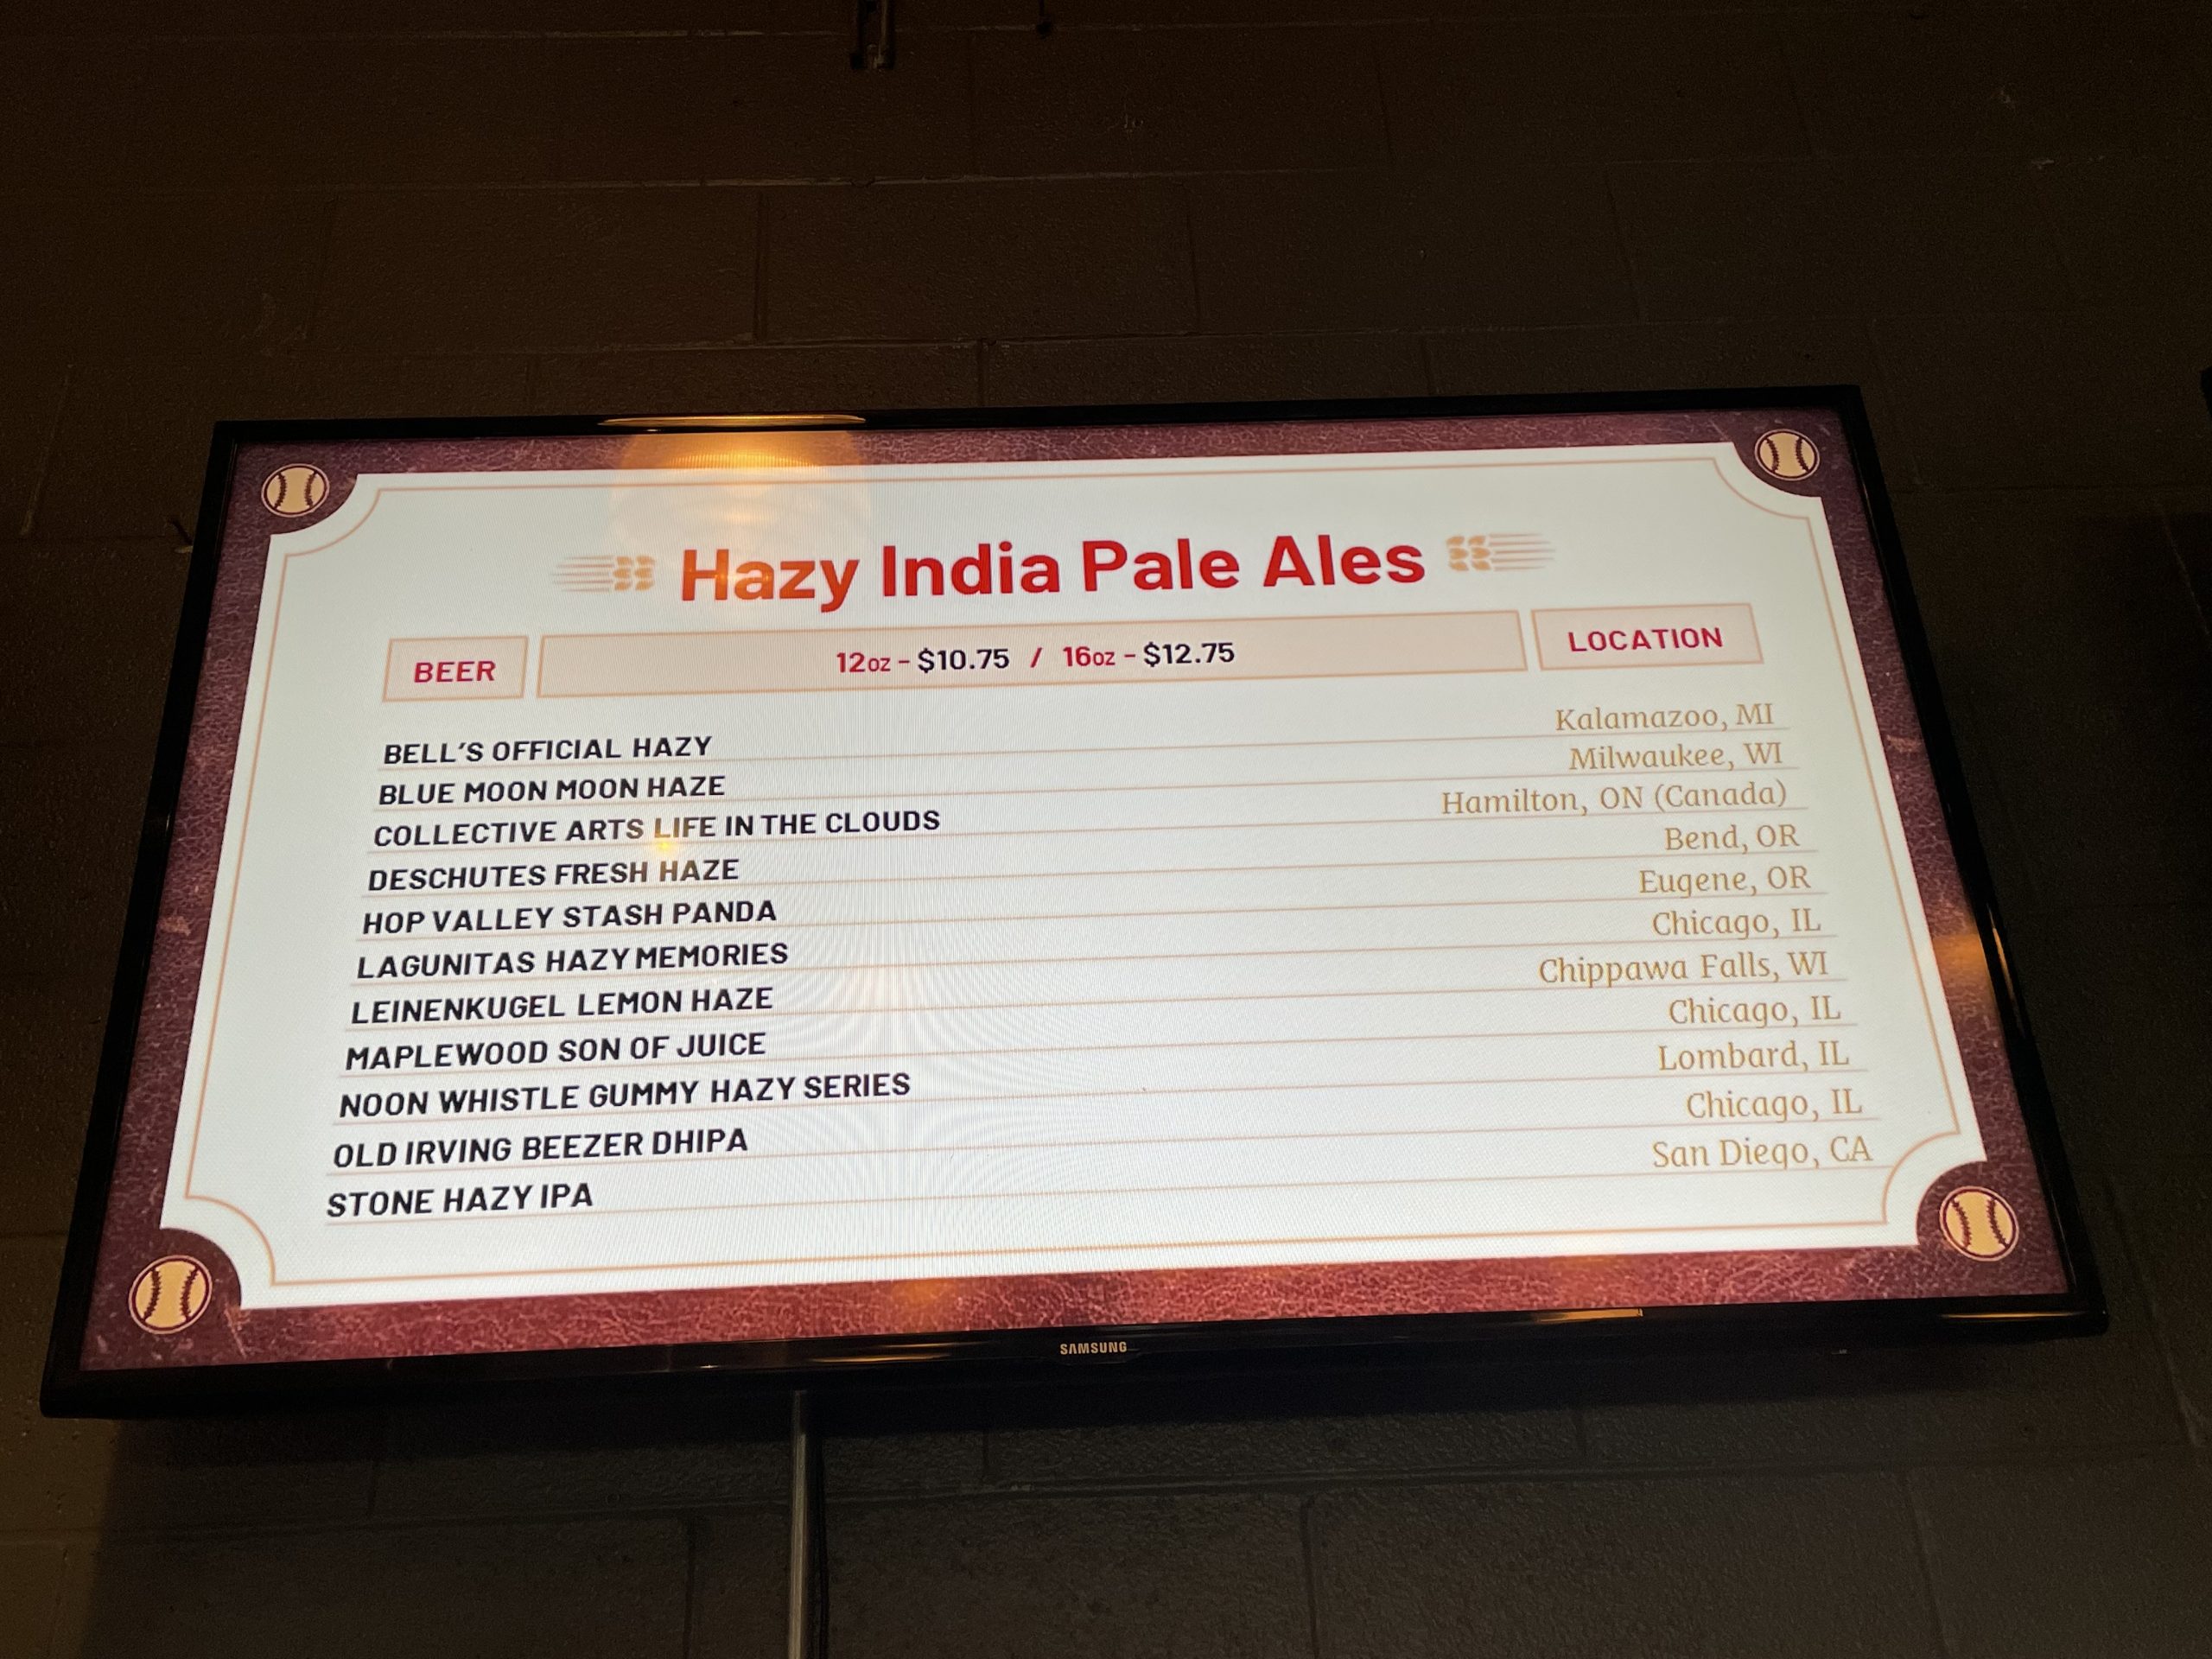 Hazy India Pale Ales
BEER 12oz - $10.75 / 16oz - $12.75 LOCATION
BELL'S OFFICIAL HAZY Kalamazoo, MI
BLUE MOON MOON HAZE Milwaukee, WI
COLLECTIVE ARTS LIFE IN THE CLOUDS Hamilton, ON (Canada)
DESCHUTES FRESH HAZE Bend, OR
HOP VALLEY STASH PANDA Eugene, OR
LAGUNITAS HAZY MEMORIES Chicago, IL
LEINENKUGEL LEMON HAZE Chippawa Falls, WI
MAPLEWOOD SON OF JUICE Chicago, IL
NOON WHISTLE GUMMY HAZY SERIES Lombard, IL
OLD IRVING BEEZER DHIPA Chicago, IL
STONE HAZY IPA San Diego, CA
SAMSUNG